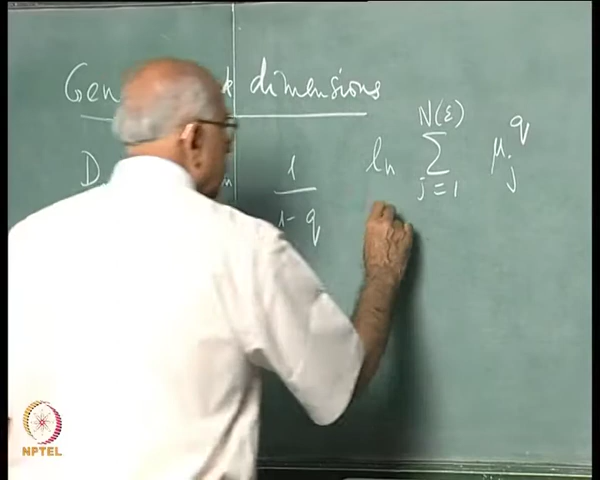 dimensions
D 1/1-q ln N(ε) Σ j=1 μ_j^q
NPTEL